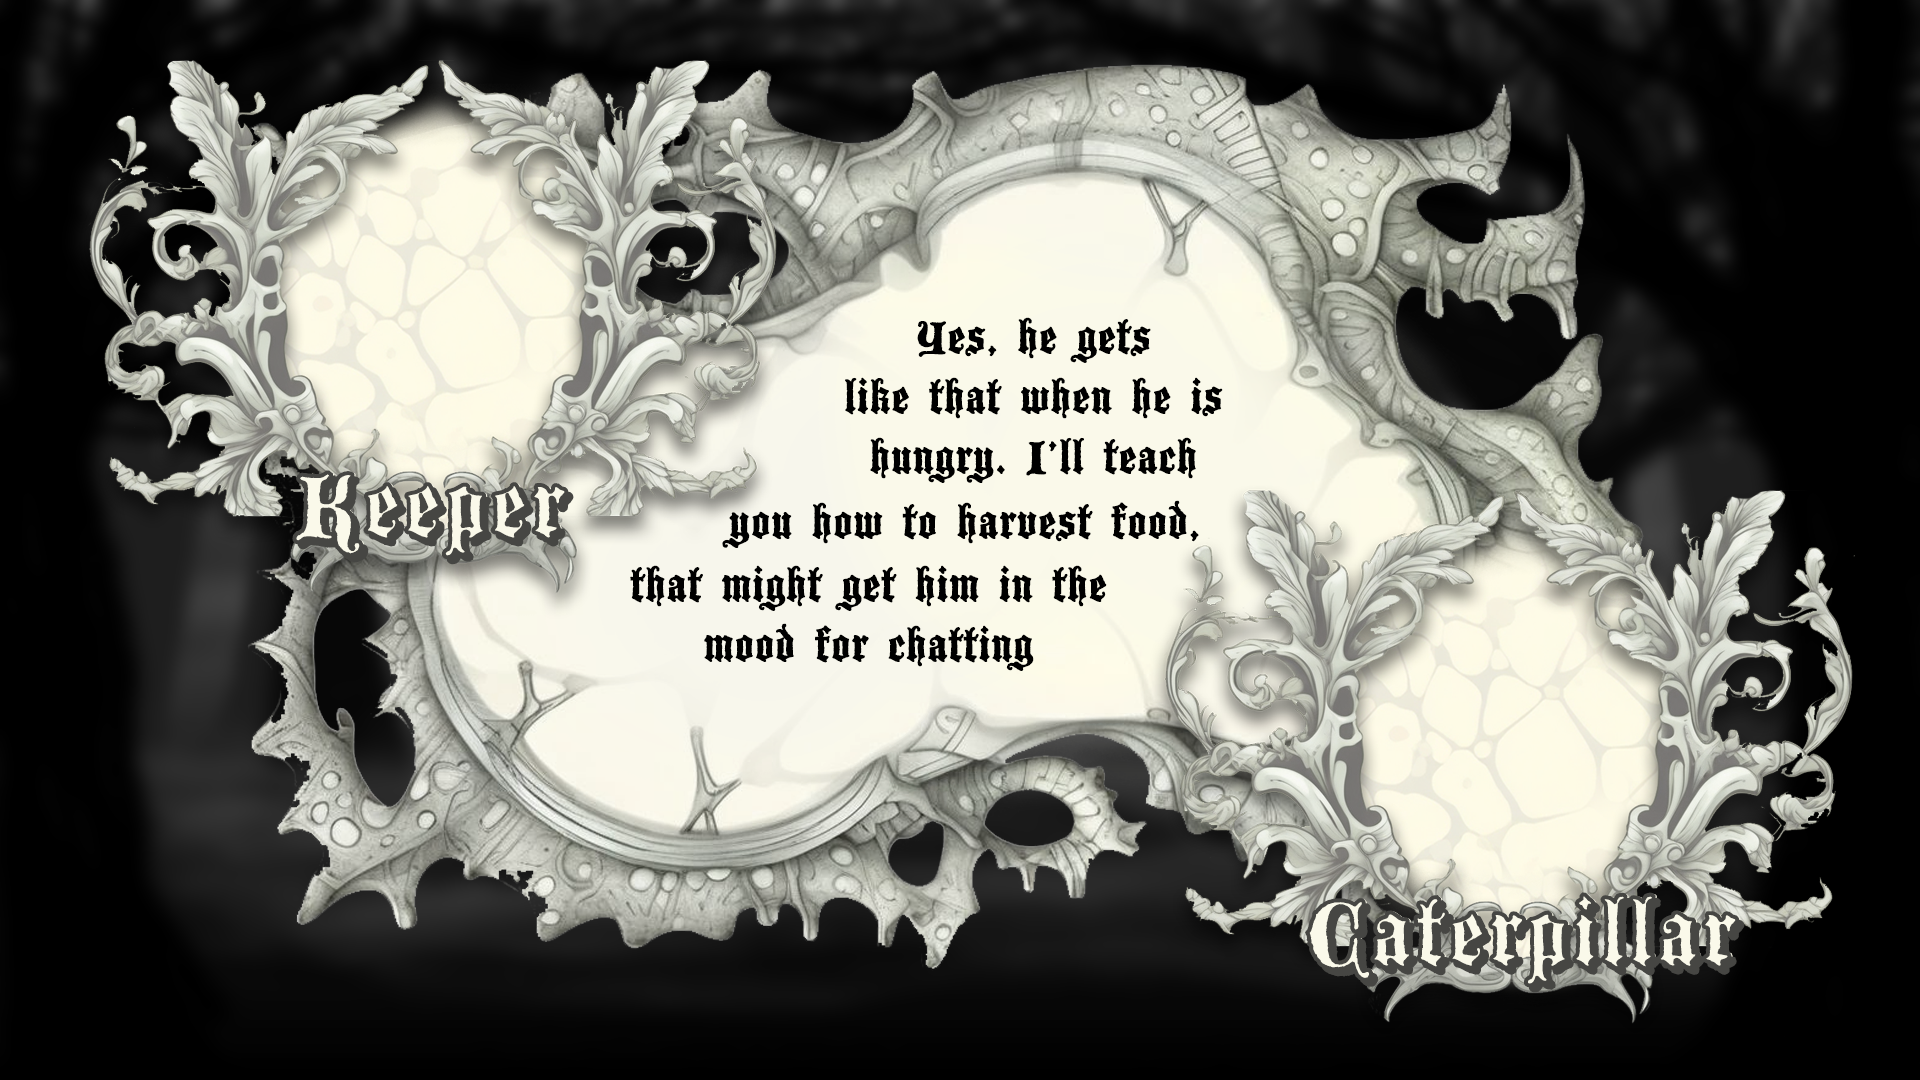 Yes, he gets
like that when he is
hungry. I'll teach
you how to harvest food,
that might get him in the
mood for chatting
Keeper
Caterpillar